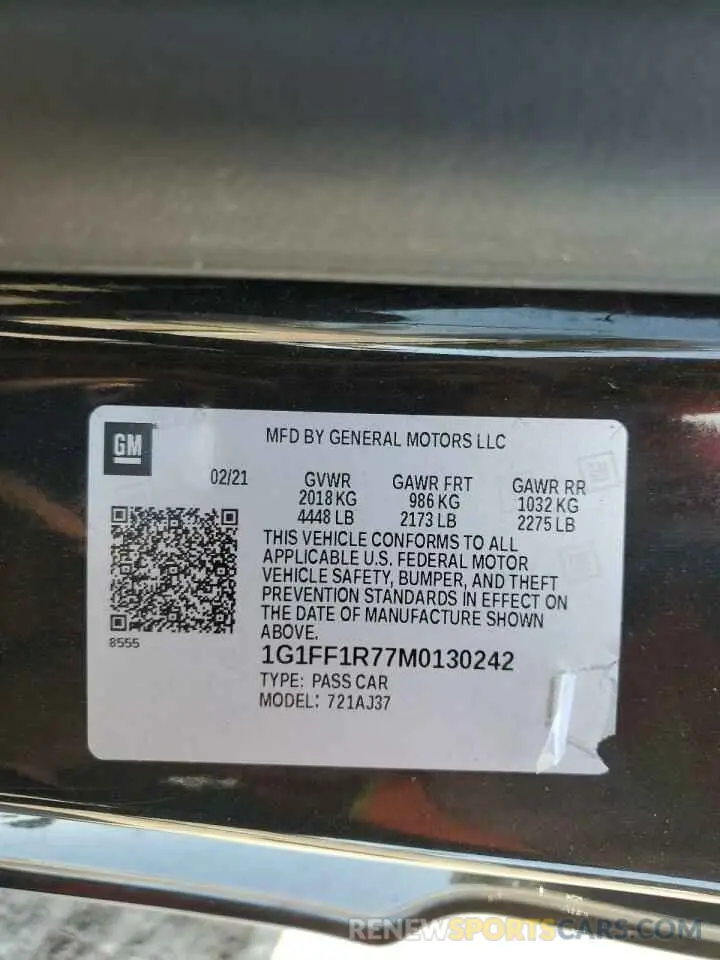 GM
MFD BY GENERAL MOTORS LLC
02/21
GVWR GAWR FRT GAWR RR
2018 KG 986 KG 1032 KG
4448 LB 2173 LB 2275 LB
THIS VEHICLE CONFORMS TO ALL
APPLICABLE U.S. FEDERAL MOTOR
VEHICLE SAFETY, BUMPER, AND THEFT
PREVENTION STANDARDS IN EFFECT ON
THE DATE OF MANUFACTURE SHOWN
ABOVE.
8555
1G1FF1R77M0130242
TYPE: PASS CAR
MODEL: 721AJ37
RENEWSPORTSCARS.COM